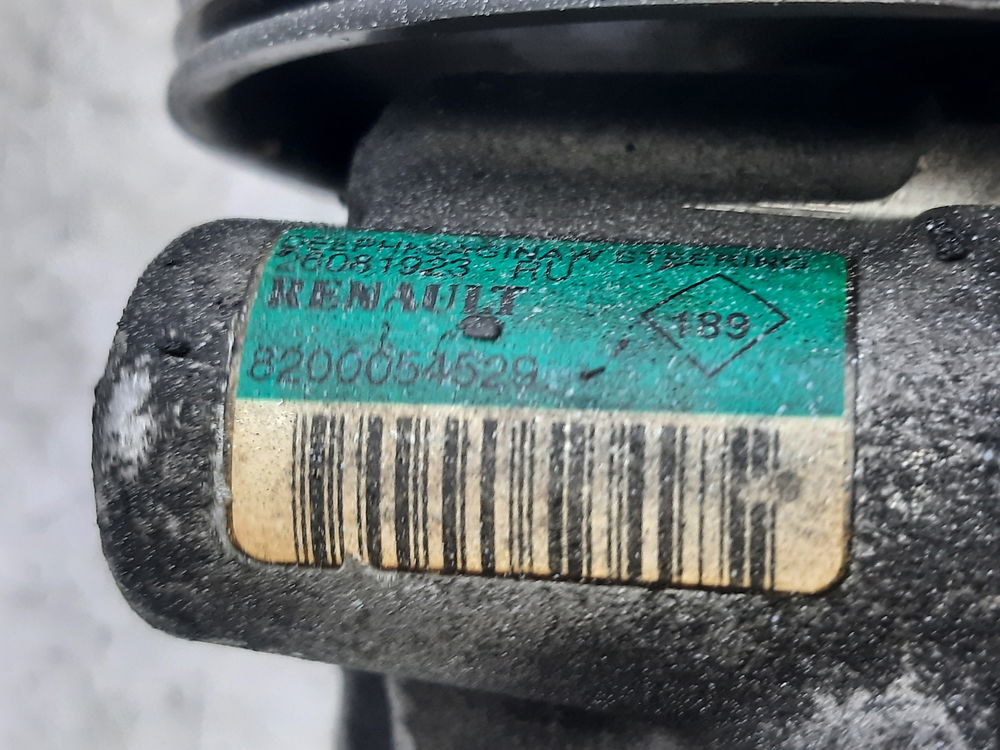 DELPHI-SAGINAW STEERING
26081923-RU
RENAULT
189
8200054529